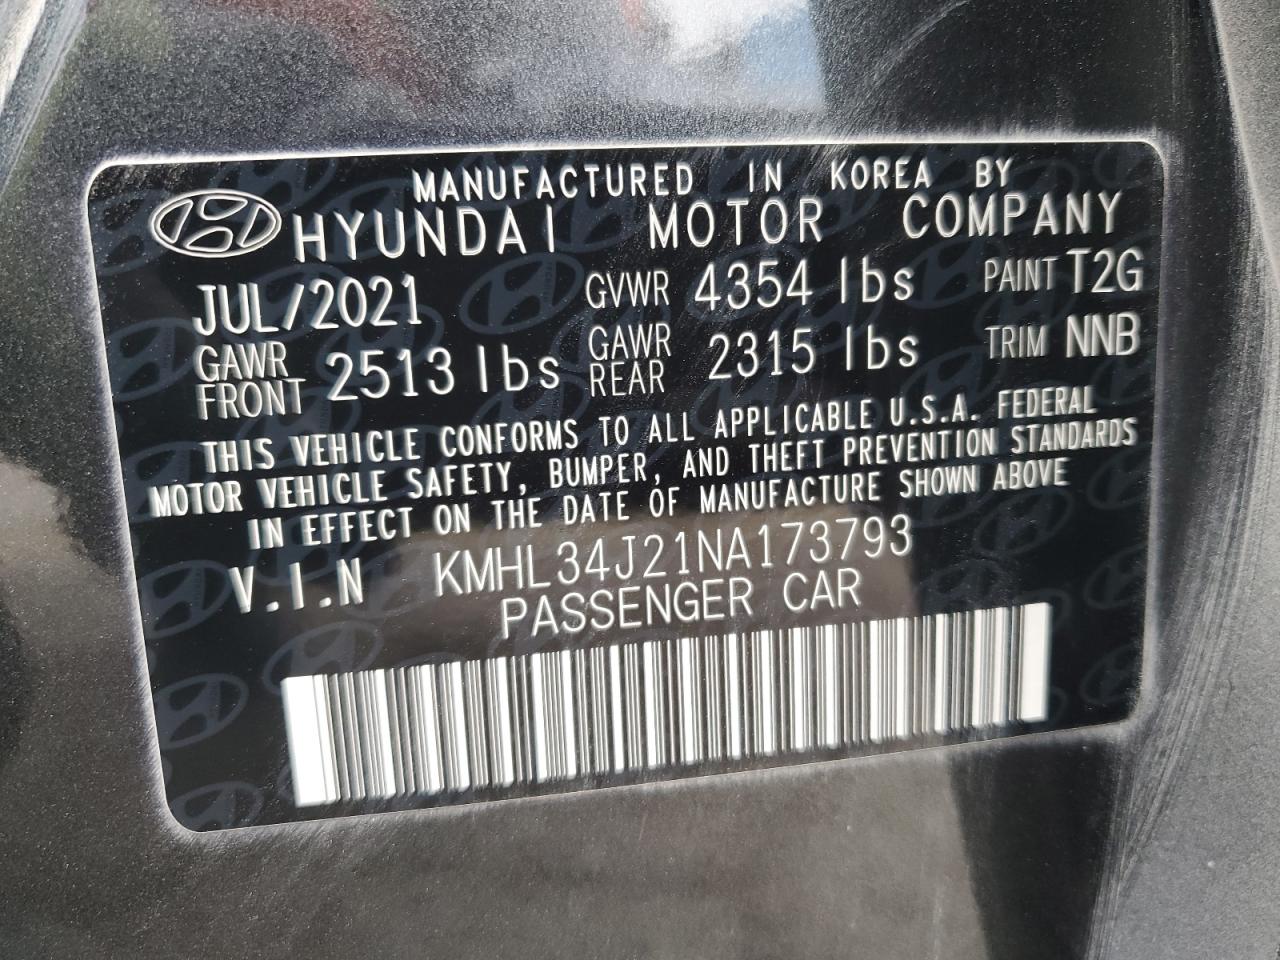 MANUFACTURED IN KOREA BY
HYUNDAI MOTOR COMPANY
JUL/2021 GVWR 4354 lbs PAINT T2G
GAWR FRONT 2513 lbs GAWR REAR 2315 lbs TRIM NNB
THIS VEHICLE CONFORMS TO ALL APPLICABLE U.S.A. FEDERAL
MOTOR VEHICLE SAFETY, BUMPER, AND THEFT PREVENTION STANDARDS
IN EFFECT ON THE DATE OF MANUFACTURE SHOWN ABOVE
V.I.N KMHL34J21NA173793
PASSENGER CAR